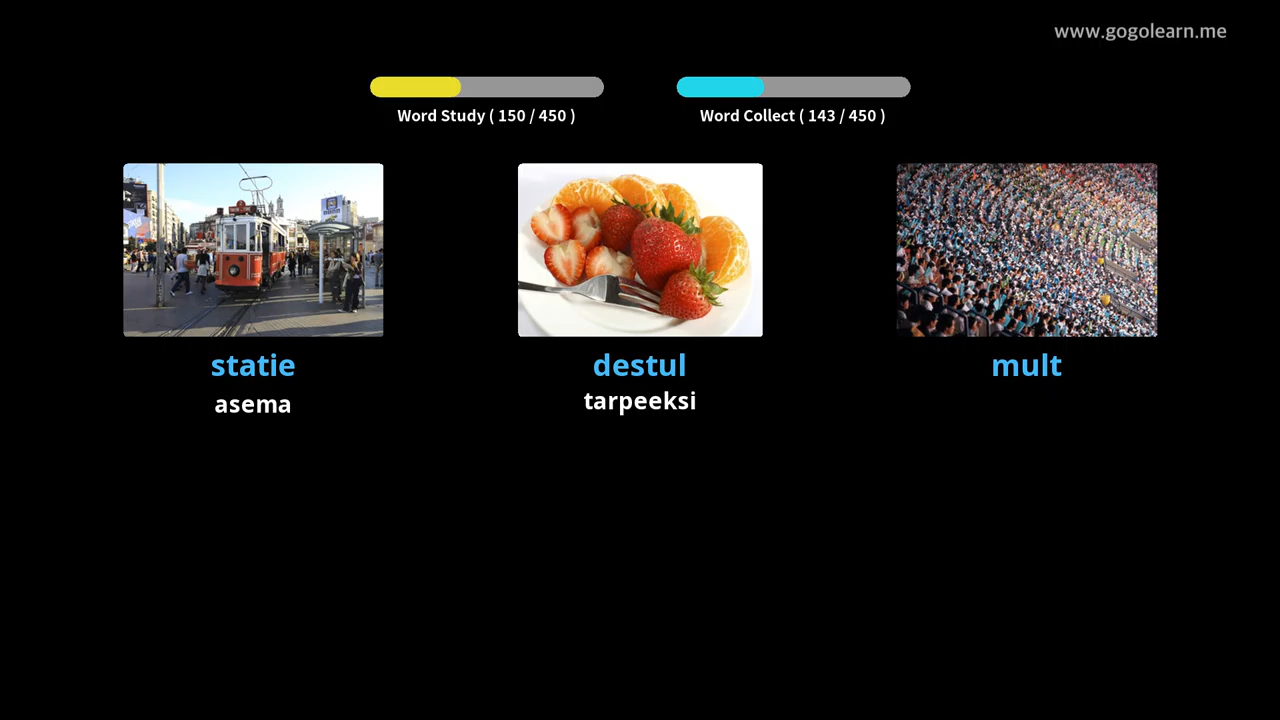 www.gogolearn.me
Word Study ( 150 / 450 )
Word Collect ( 143 / 450 )
statie
destul
mult
asema
tarpeeksi